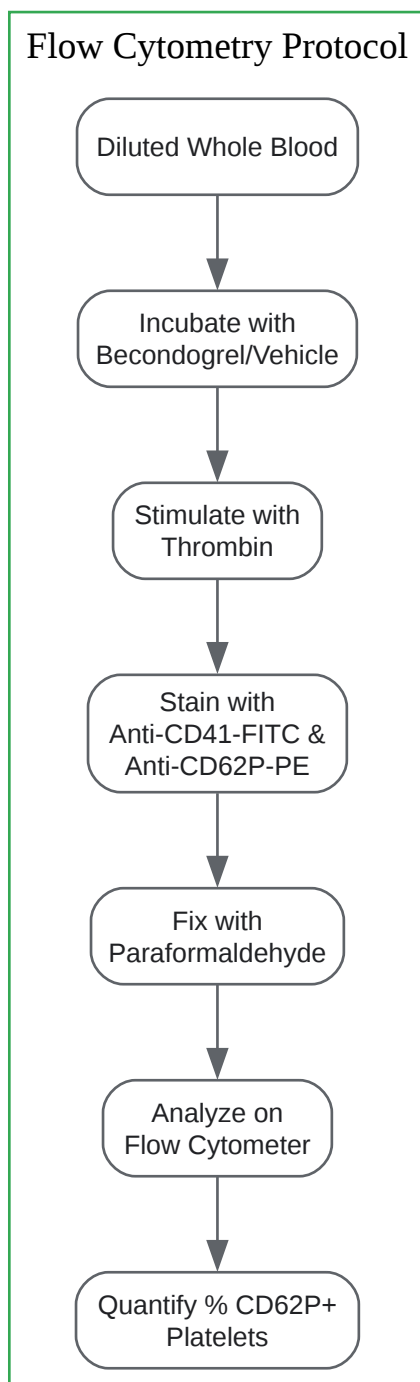 Flow Cytometry Protocol
Diluted Whole Blood
Incubate with
Becondogrel/Vehicle
Stimulate with
Thrombin
Stain with
Anti-CD41-FITC &
Anti-CD62P-PE
Fix with
Paraformaldehyde
Analyze on
Flow Cytometer
Quantify % CD62P+
Platelets